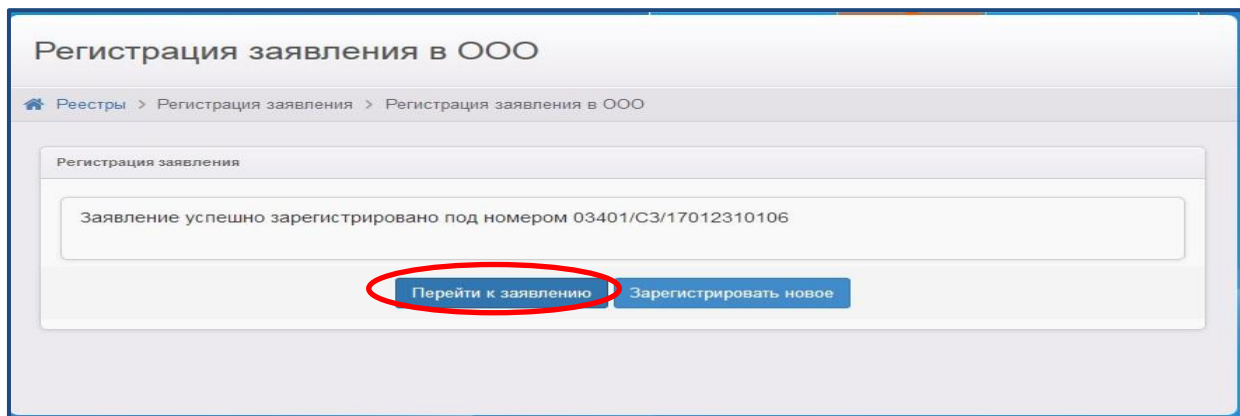 Регистрация заявления в ООО
Реестры > Регистрация заявления > Регистрация заявления в ООО
Регистрация заявления
Заявление успешно зарегистрировано под номером 03401/СЗ/17012310106
Перейти к заявлению Зарегистрировать новое